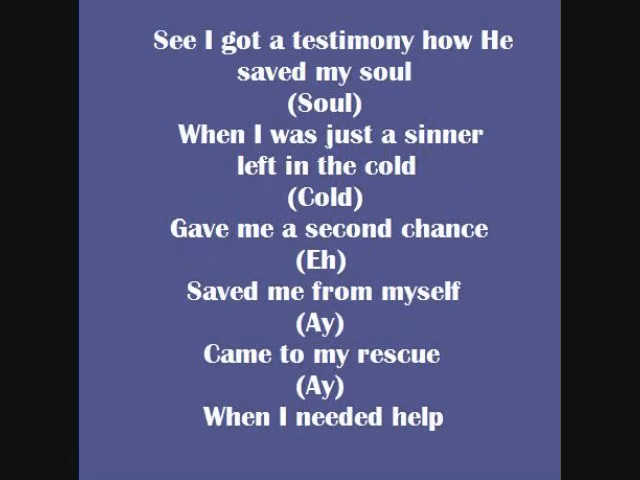 See I got a testimony how He
saved my soul
(Soul)
When I was just a sinner
left in the cold
(Cold)
Gave me a second chance
(Eh)
Saved me from myself
(Ay)
Came to my rescue
(Ay)
When I needed help